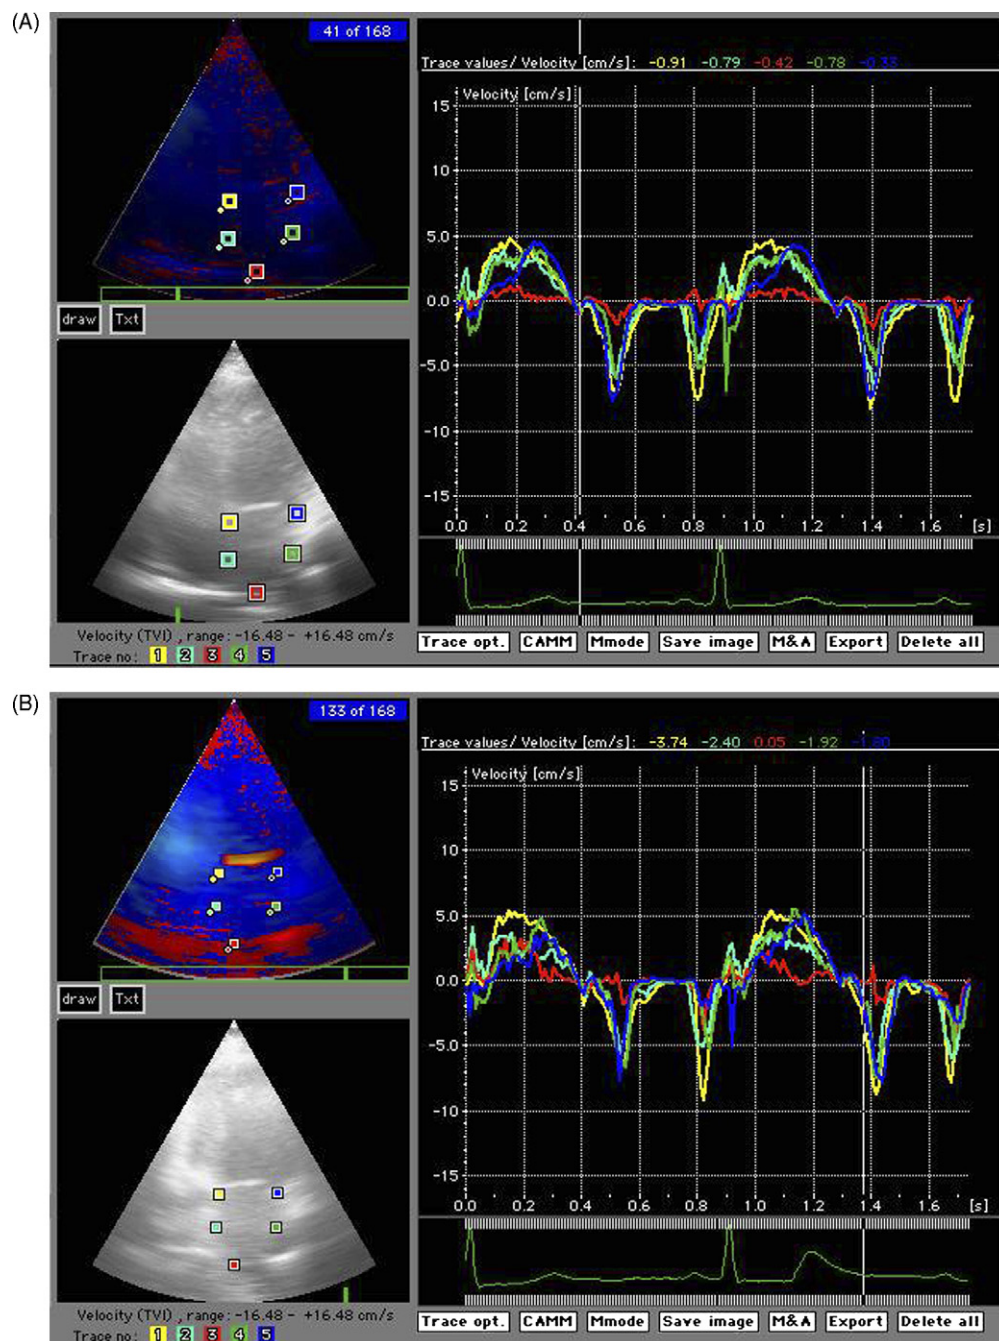 (A)
41 of 168
Trace values/ Velocity [cm/s]: -0.91 -0.79 -0.42 -0.78 -0.33
Velocity [cm/s]
15
10
5.0
0.0
-5.0
-10
-15
0.0 0.2 0.4 0.6 0.8 1.0 1.2 1.4 1.6 [s]
draw Txt
Velocity (TVI) , range: -16.48 - +16.48 cm/s
Trace no: 1 2 3 4 5
Trace opt. CAMM Mmode Save image M&A Export Delete all
(B)
133 of 168
Trace values/ Velocity [cm/s]: -3.74 -2.40 0.05 -1.92 -1.80
Velocity [cm/s]
15
10
5.0
0.0
-5.0
-10
-15
0.0 0.2 0.4 0.6 0.8 1.0 1.2 1.4 1.6 [s]
draw Txt
Velocity (TVI) , range: -16.48 - +16.48 cm/s
Trace no: 1 2 3 4 5
Trace opt. CAMM Mmode Save image M&A Export Delete all